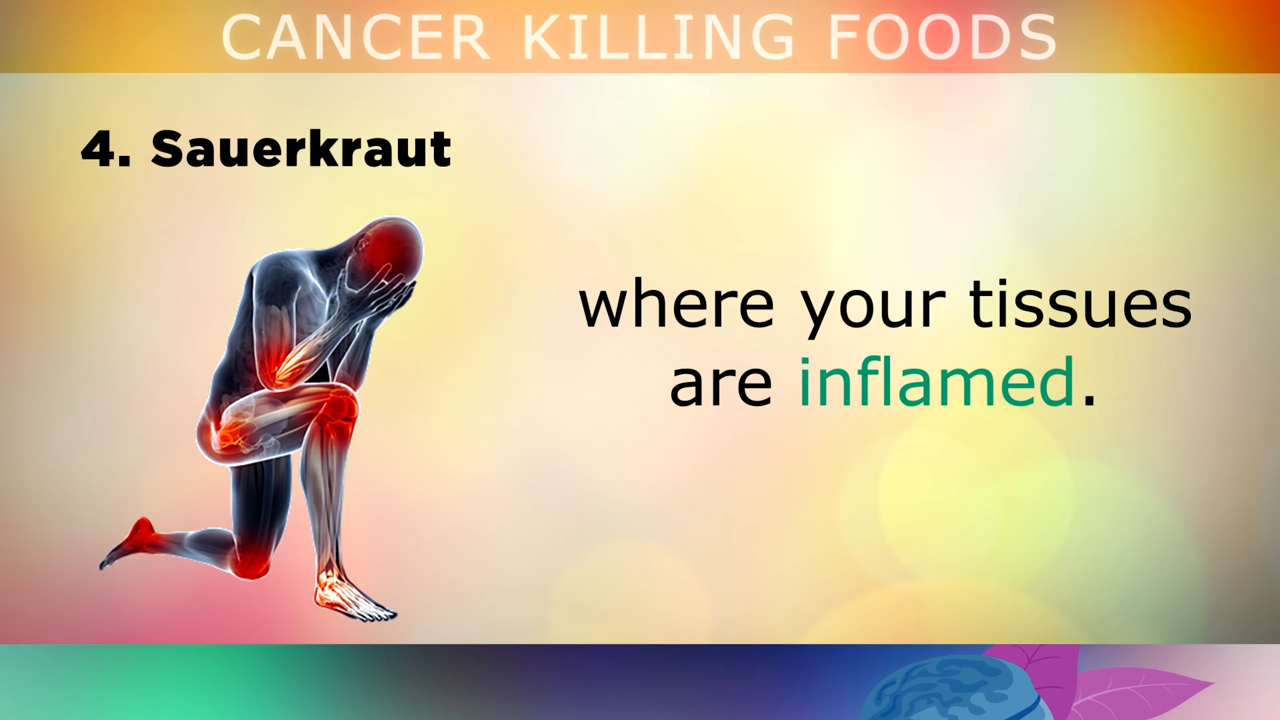 CANCER KILLING FOODS
4. Sauerkraut
where your tissues
are inflamed.